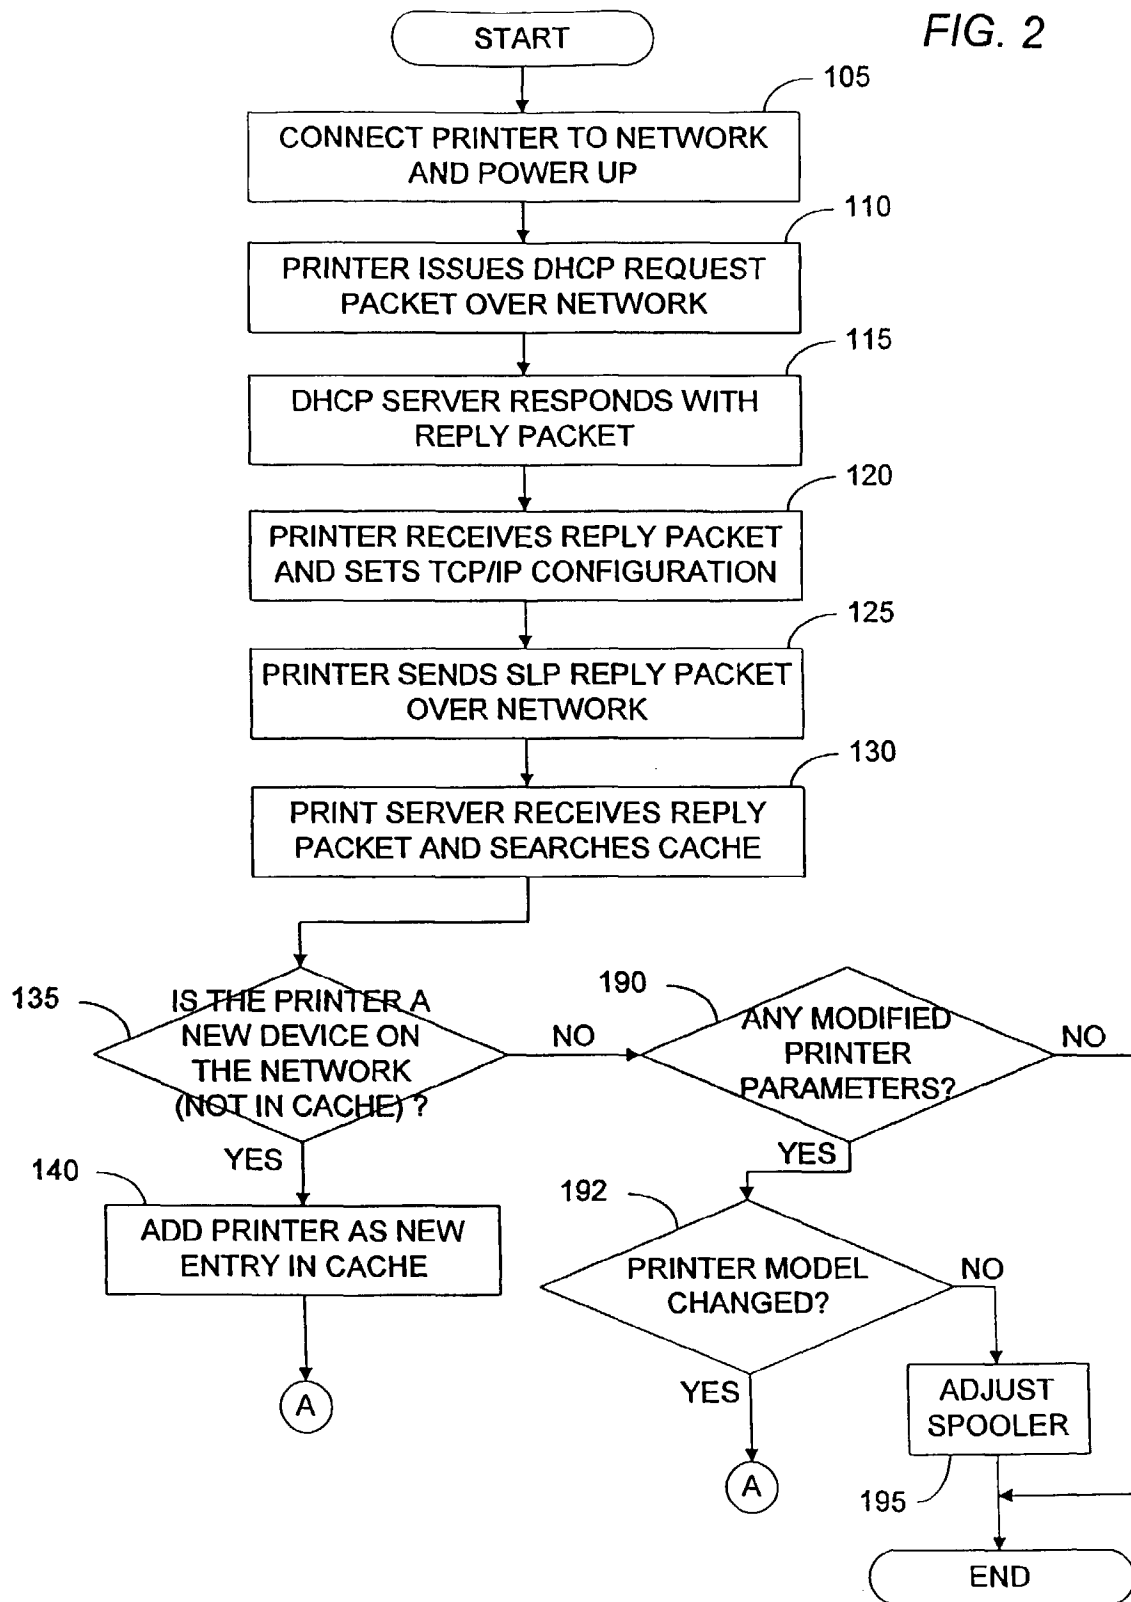 FIG. 2
START
105
CONNECT PRINTER TO NETWORK
AND POWER UP
110
PRINTER ISSUES DHCP REQUEST
PACKET OVER NETWORK
115
DHCP SERVER RESPONDS WITH
REPLY PACKET
120
PRINTER RECEIVES REPLY PACKET
AND SETS TCP/IP CONFIGURATION
125
PRINTER SENDS SLP REPLY PACKET
OVER NETWORK
130
PRINT SERVER RECEIVES REPLY
PACKET AND SEARCHES CACHE
135
IS THE PRINTER A
NEW DEVICE ON
THE NETWORK
(NOT IN CACHE) ?
NO
190
ANY MODIFIED
PRINTER
PARAMETERS?
NO
YES
YES
140
ADD PRINTER AS NEW
ENTRY IN CACHE
A
192
PRINTER MODEL
CHANGED?
NO
YES
A
ADJUST
SPOOLER
195
END